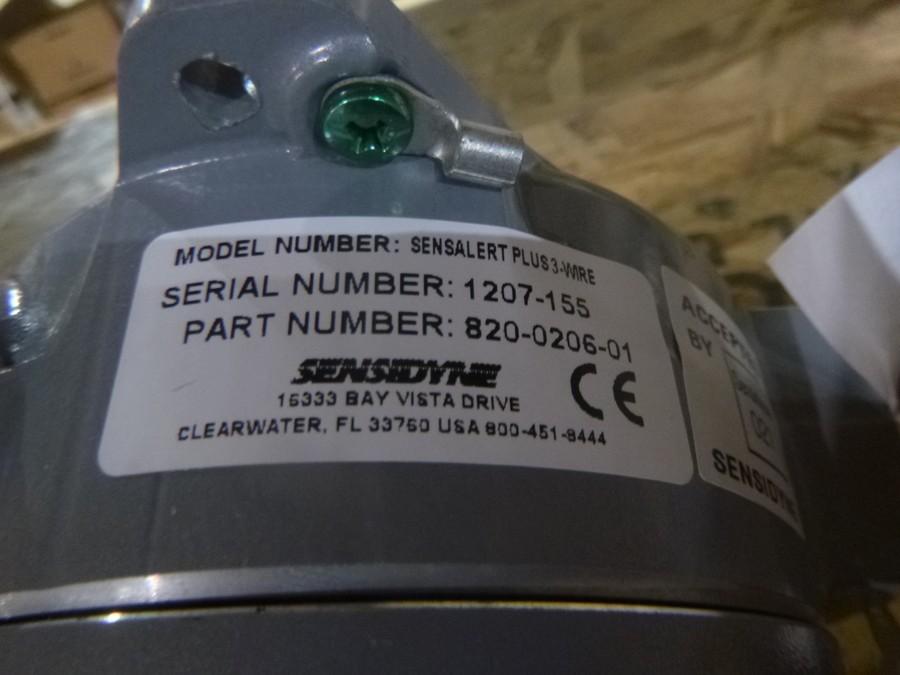 MODEL NUMBER: SENSALERT PLUS 3-WIRE
SERIAL NUMBER: 1207-155
PART NUMBER: 820-0206-01
SENSIDYNE
CE
16333 BAY VISTA DRIVE
CLEARWATER, FL 33760 USA 800-451-9444
BY
SENSIDYNE